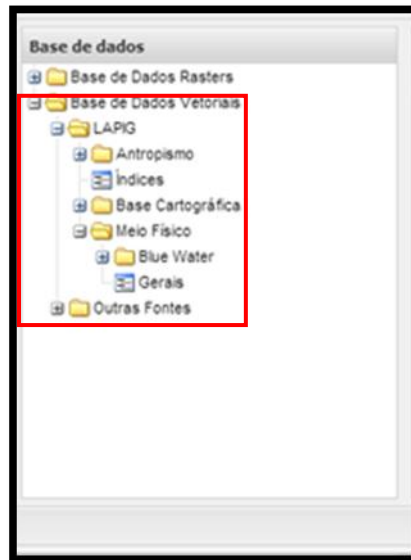 Base de dados
Base de Dados Rasters
Base de Dados Vetoriais
LAPIG
Antropismo
Índices
Base Cartográfica
Meio Físico
Blue Water
Gerais
Outras Fontes